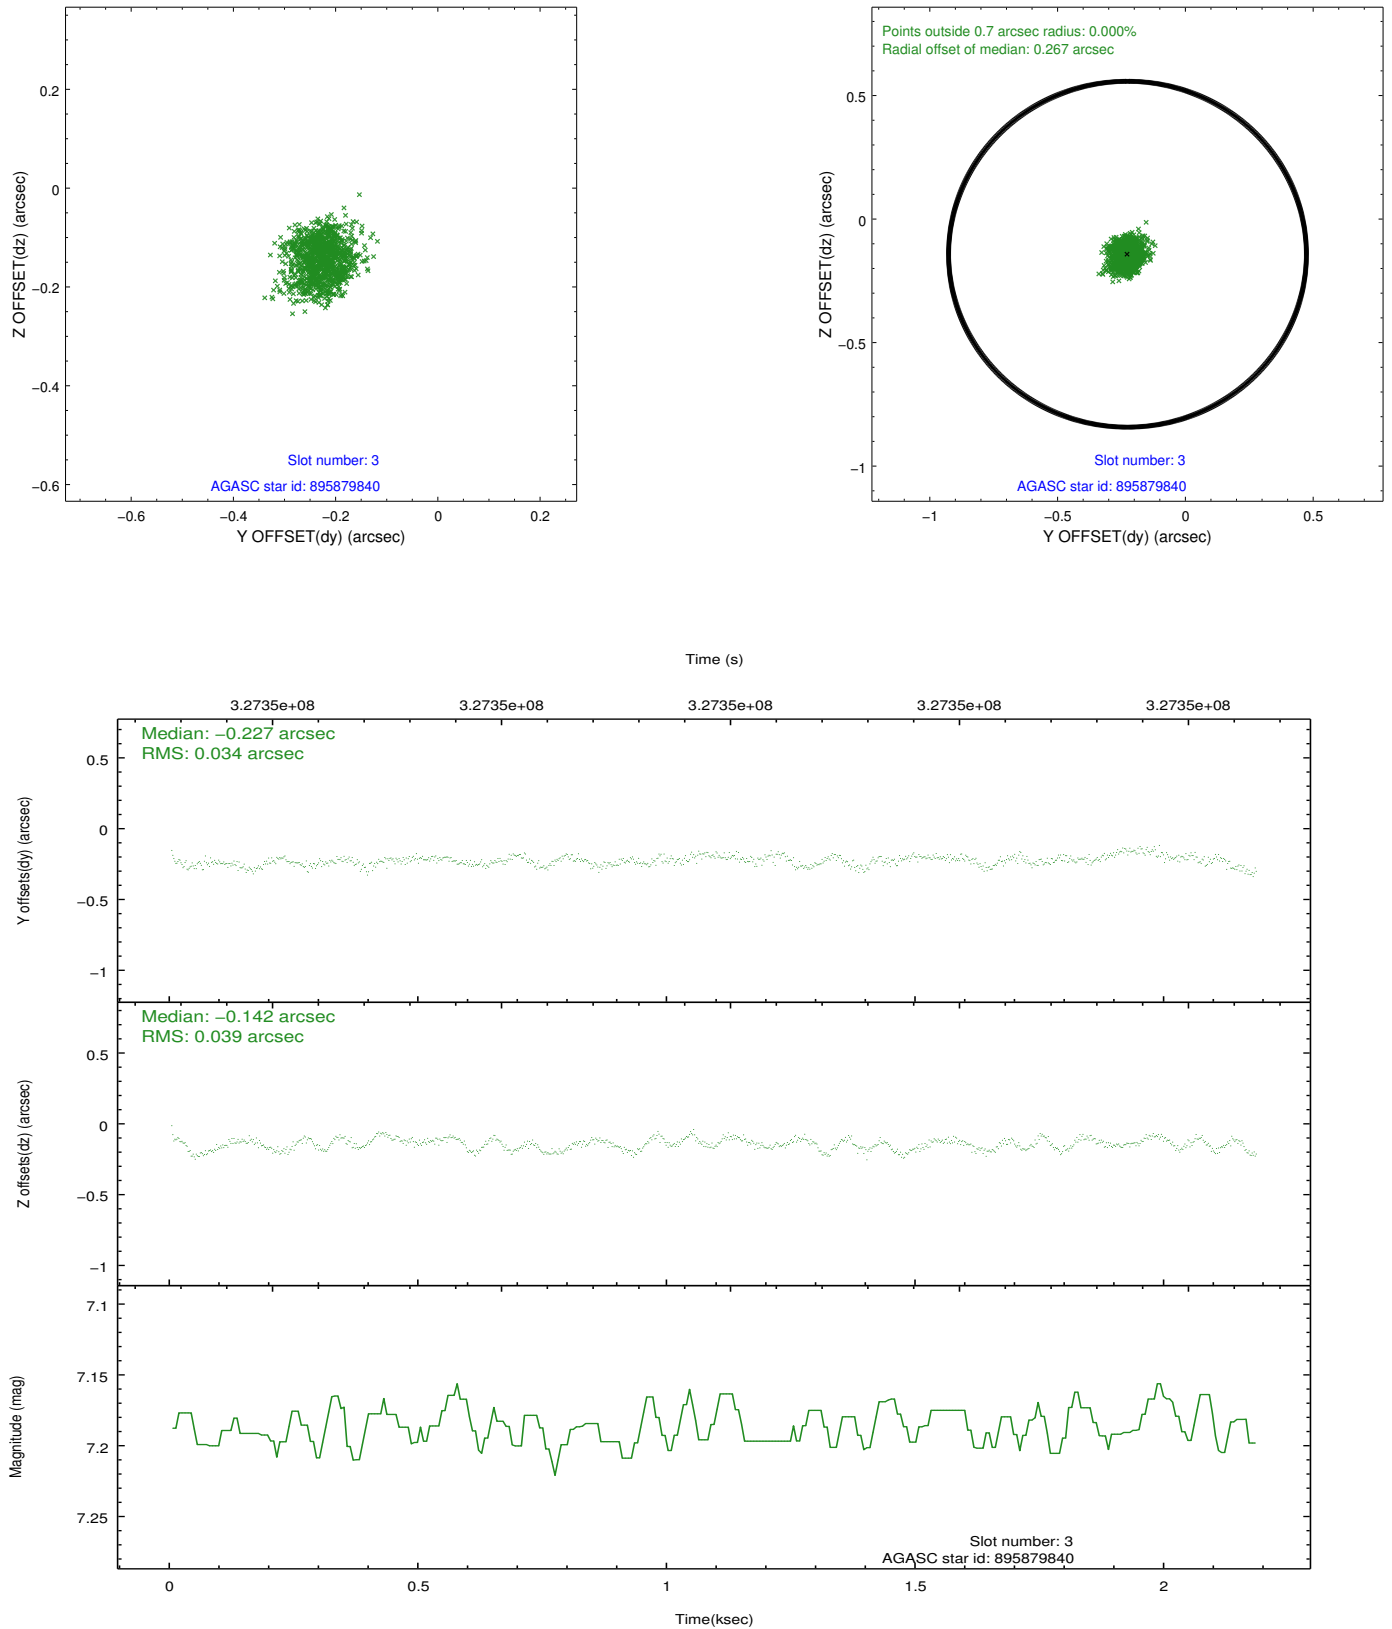 0.2
0
−0.2
−0.4
−0.6
Z OFFSET(dz) (arcsec)
Slot number: 3
AGASC star id: 895879840
−0.6
−0.4
−0.2
0
0.2
Y OFFSET(dy) (arcsec)
Points outside 0.7 arcsec radius: 0.000%
Radial offset of median: 0.267 arcsec
0.5
0
−0.5
−1
Z OFFSET(dz) (arcsec)
Slot number: 3
AGASC star id: 895879840
−1
−0.5
0
0.5
Y OFFSET(dy) (arcsec)
Time (s)
3.2735e+08
3.2735e+08
3.2735e+08
3.2735e+08
3.2735e+08
Median: −0.227 arcsec
RMS: 0.034 arcsec
0.5
0
−0.5
−1
Y offsets(dy) (arcsec)
Median: −0.142 arcsec
RMS: 0.039 arcsec
0.5
0
−0.5
−1
Z offsets(dz) (arcsec)
7.1
7.15
7.2
7.25
Magnitude (mag)
Slot number: 3
AGASC star id: 895879840
0
0.5
1
1.5
2
Time(ksec)